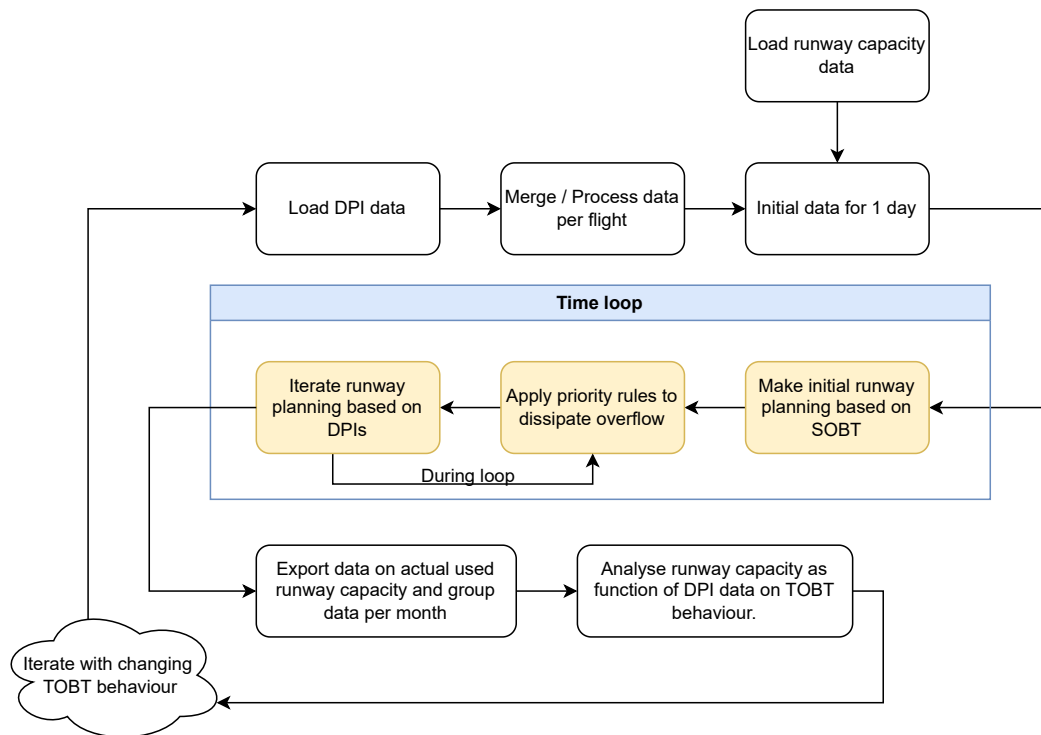 Load runway capacity
data
Load DPI data
Merge / Process data
per flight
Initial data for 1 day
Time loop
Iterate runway
planning based on
DPIs
Apply priority rules to
dissipate overflow
Make initial runway
planning based on
SOBT
During loop
Export data on actual used
runway capacity and group
data per month
Analyse runway capacity as
function of DPI data on TOBT
behaviour.
Iterate with changing
TOBT behaviour